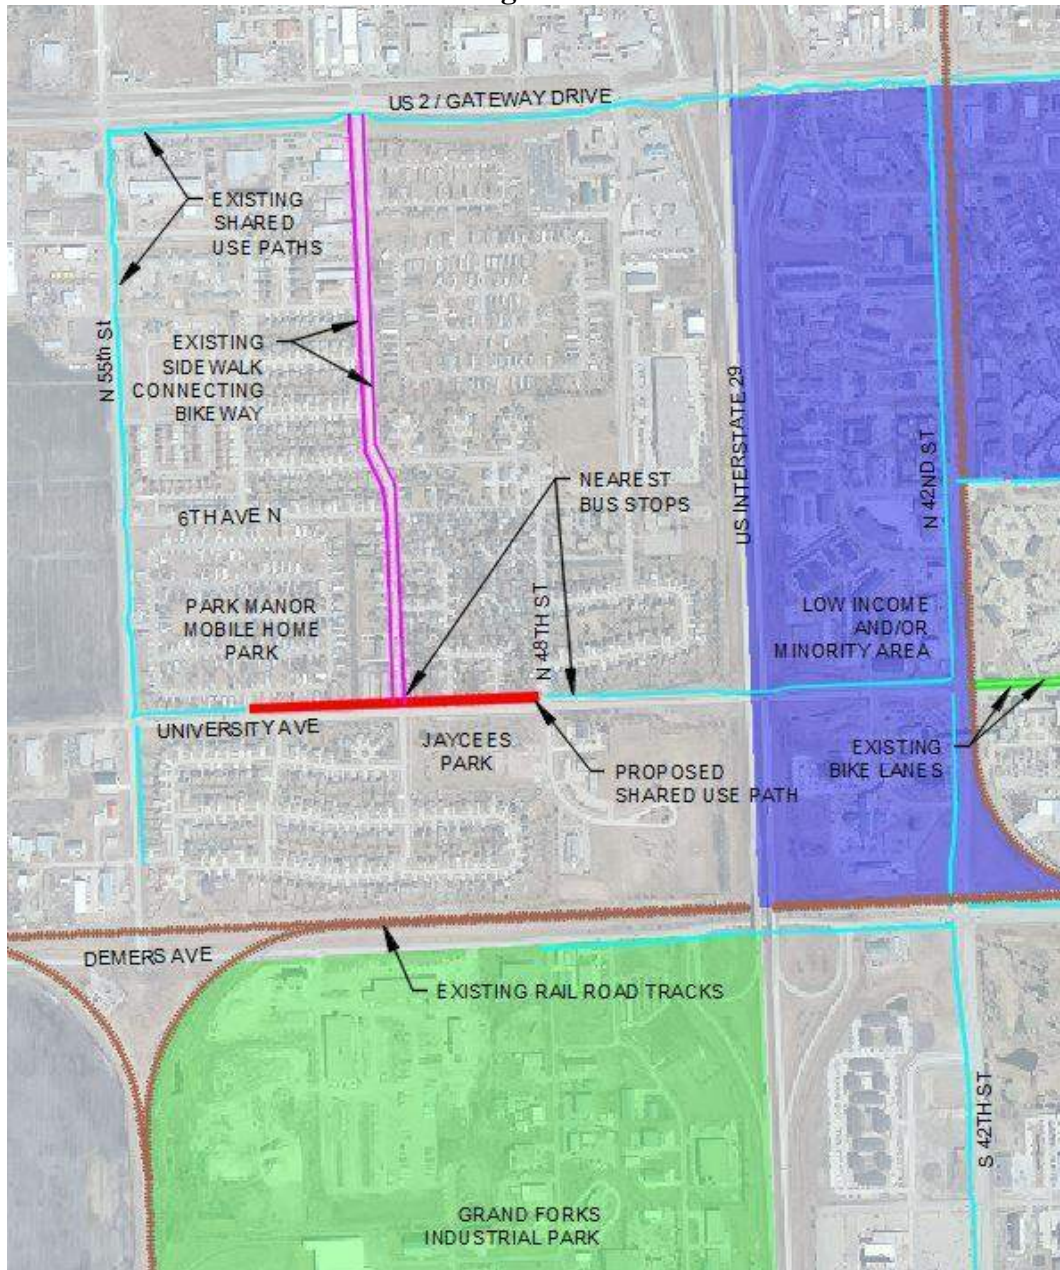 US 2 / GATEWAY DRIVE
EXISTING
SHARED
USE PATHS
N 55th St
EXISTING
SIDEWALK
CONNECTING
BIKEWAY
US INTERSTATE 29
N 42ND ST
NEAREST
BUS STOPS
6TH AVE N
PARK MANOR
MOBILE HOME
PARK
N 48TH ST
LOW INCOME
AND/OR
MINORITY AREA
UNIVERSITY AVE
JAYCEES
PARK
PROPOSED
SHARED USE PATH
EXISTING
BIKE LANES
DEMERS AVE
EXISTING RAIL ROAD TRACKS
S 42TH ST
GRAND FORKS
INDUSTRIAL PARK